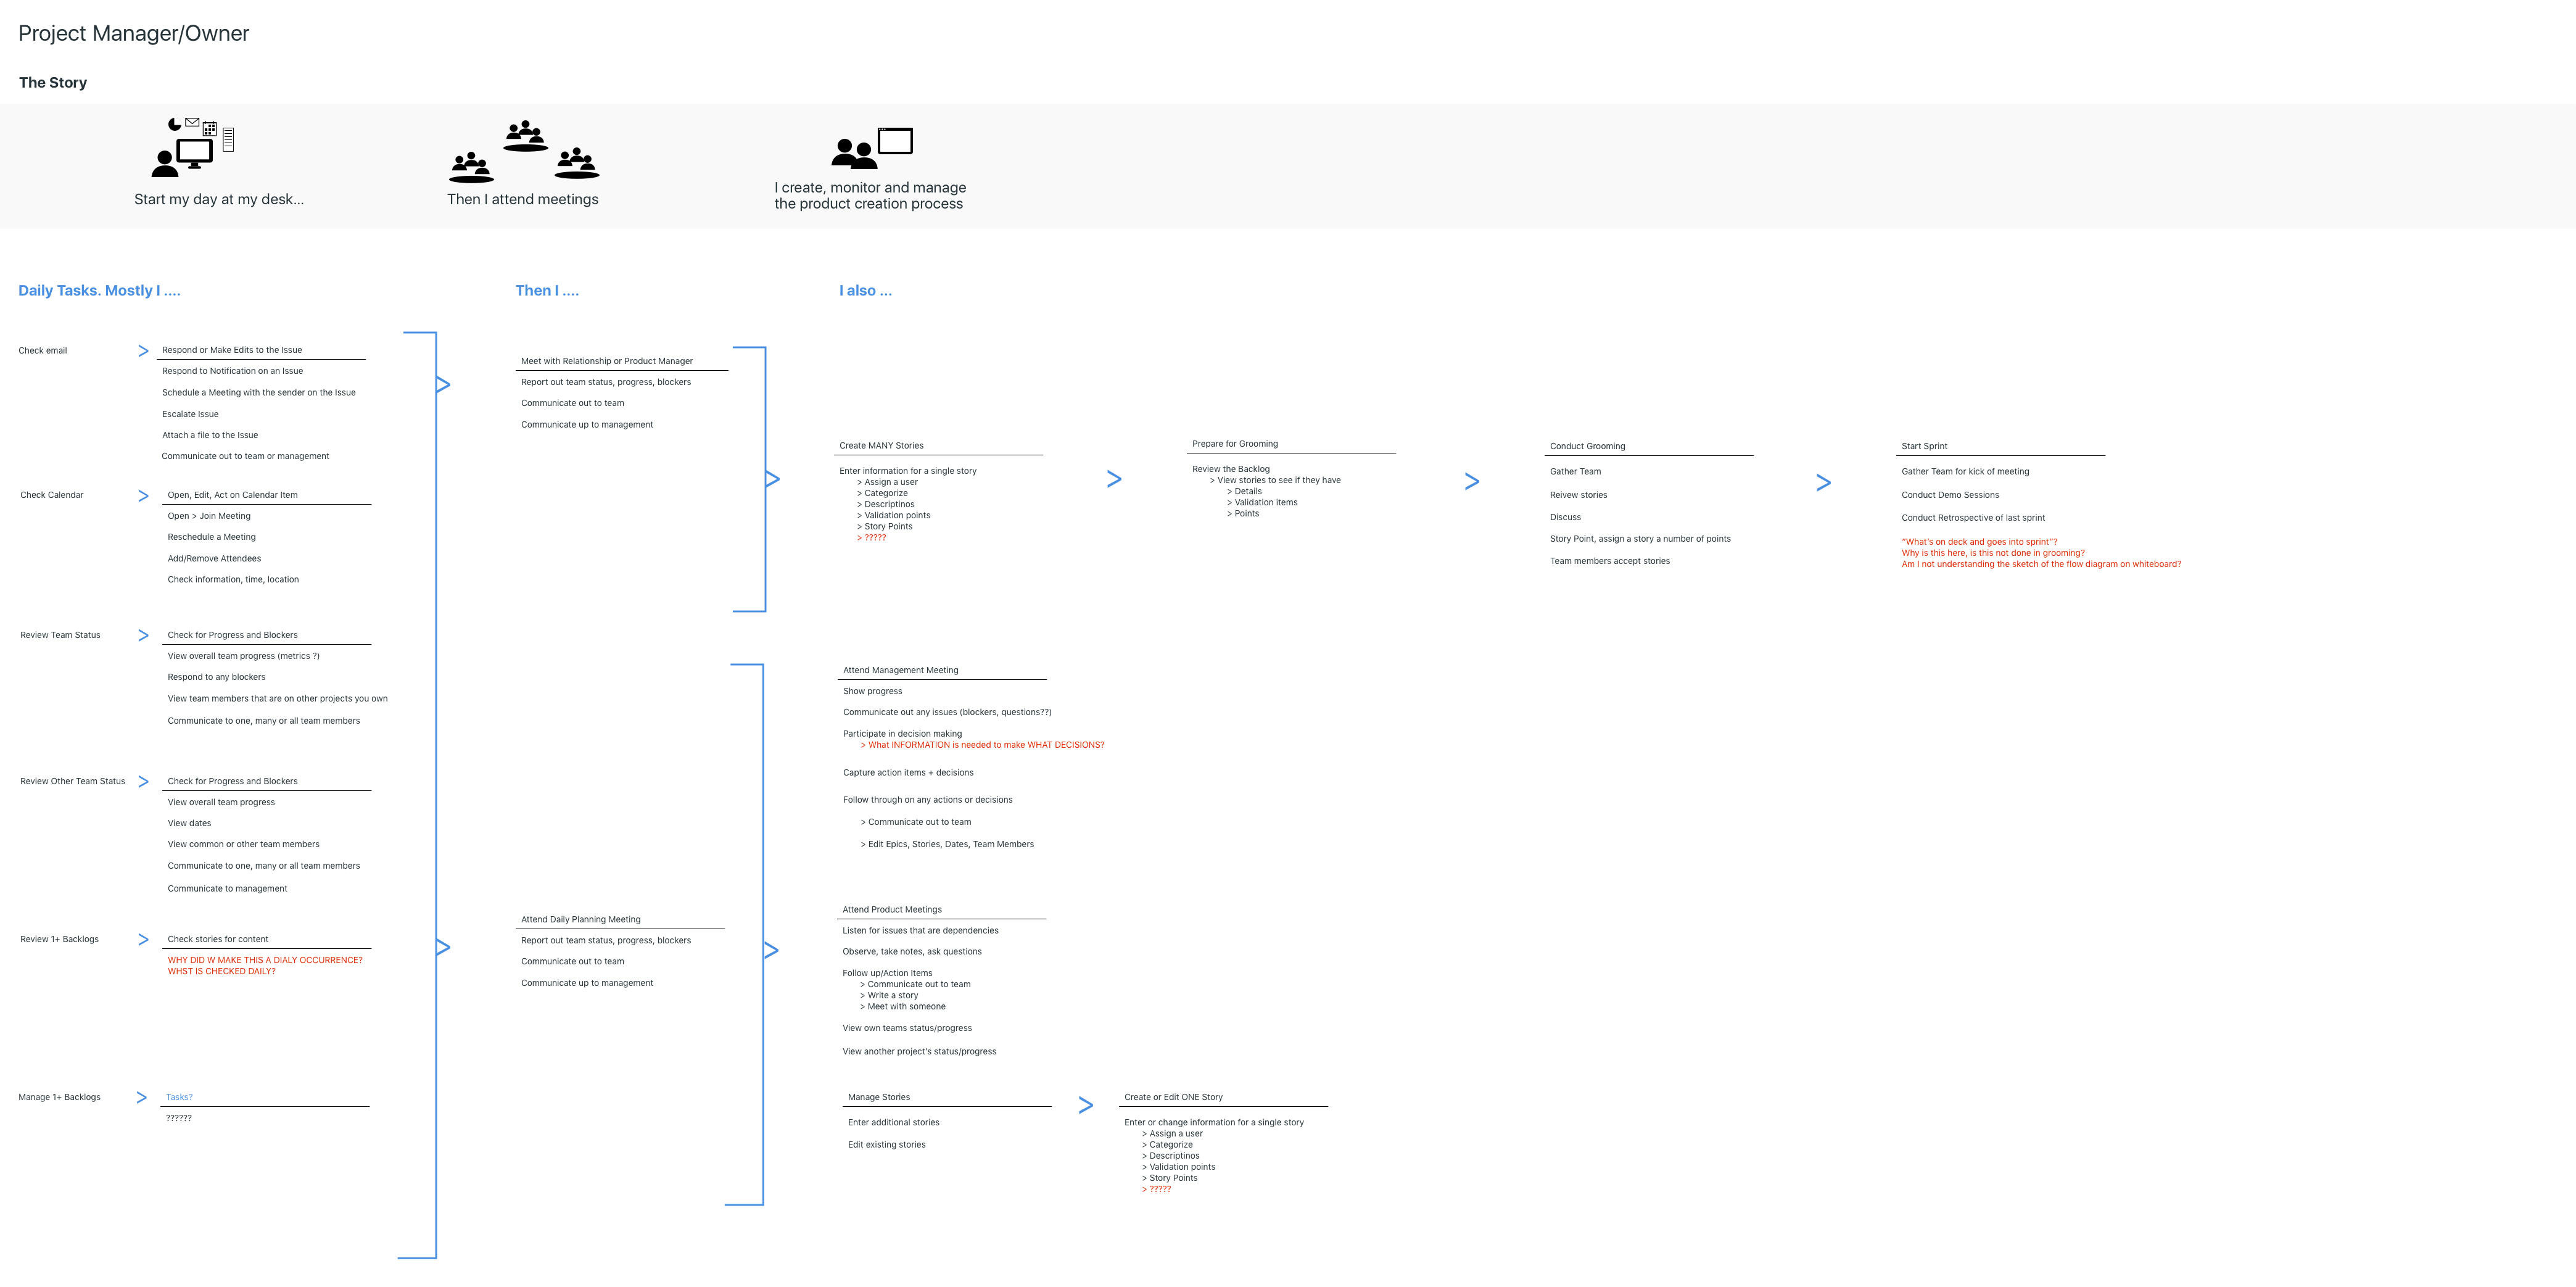 Project Manager/Owner
The Story
Start my day at my desk...
Then I attend meetings
I create, monitor and manage
the product creation process
Daily Tasks. Mostly I ....
Check email
>
Respond or Make Edits to the Issue
Respond to Notification on an Issue
Schedule a Meeting with the sender on the Issue
Escalate Issue
Attach a file to the Issue
Communicate out to team or management
Check Calendar
>
Open, Edit, Act on Calendar Item
Open > Join Meeting
Reschedule a Meeting
Add/Remove Attendees
Check information, time, location
Review Team Status
>
Check for Progress and Blockers
View overall team progress (metrics ?)
Respond to any blockers
View team members that are on other projects you own
Communicate to one, many or all team members
Review Other Team Status
>
Check for Progress and Blockers
View overall team progress
View dates
View common or other team members
Communicate to one, many or all team members
Communicate to management
Review 1+ Backlogs
>
Check stories for content
WHY DID W MAKE THIS A DIALY OCCURRENCE?
WHST IS CHECKED DAILY?
Manage 1+ Backlogs
>
Tasks?
??????
>
>
Then I ....
Meet with Relationship or Product Manager
Report out team status, progress, blockers
Communicate out to team
Communicate up to management
>
Attend Daily Planning Meeting
Report out team status, progress, blockers
Communicate out to team
Communicate up to management
>
I also ...
Create MANY Stories
Enter information for a single story
> Assign a user
> Categorize
> Descriptinos
> Validation points
> Story Points
> ?????
>
Prepare for Grooming
Review the Backlog
> View stories to see if they have
> Details
> Validation items
> Points
>
Conduct Grooming
Gather Team
Reivew stories
Discuss
Story Point, assign a story a number of points
Team members accept stories
>
Start Sprint
Gather Team for kick of meeting
Conduct Demo Sessions
Conduct Retrospective of last sprint
"What's on deck and goes into sprint"?
Why is this here, is this not done in grooming?
Am I not understanding the sketch of the flow diagram on whiteboard?
Attend Management Meeting
Show progress
Communicate out any issues (blockers, questions??)
Participate in decision making
> What INFORMATION is needed to make WHAT DECISIONS?
Capture action items + decisions
Follow through on any actions or decisions
> Communicate out to team
> Edit Epics, Stories, Dates, Team Members
Attend Product Meetings
Listen for issues that are dependencies
Observe, take notes, ask questions
Follow up/Action Items
> Communicate out to team
> Write a story
> Meet with someone
View own teams status/progress
View another project's status/progress
Manage Stories
Enter additional stories
Edit existing stories
>
Create or Edit ONE Story
Enter or change information for a single story
> Assign a user
> Categorize
> Descriptinos
> Validation points
> Story Points
> ?????